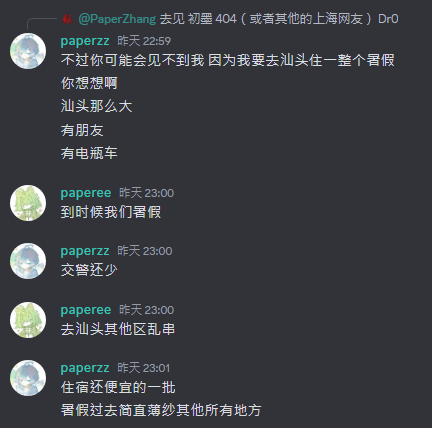 @PaperZhang 去见 初墨 404（或者其他的上海网友）Dr0
paperzz 昨天 22:59
不过你可能会见不到我 因为我要去汕头住一整个暑假
你想想啊
汕头那么大
有朋友
有电瓶车
paperee 昨天 23:00
到时候我们暑假
paperzz 昨天 23:00
交警还少
paperee 昨天 23:00
去汕头其他区乱串
paperzz 昨天 23:01
住宿还便宜的一批
暑假过去简直薄纱其他所有地方